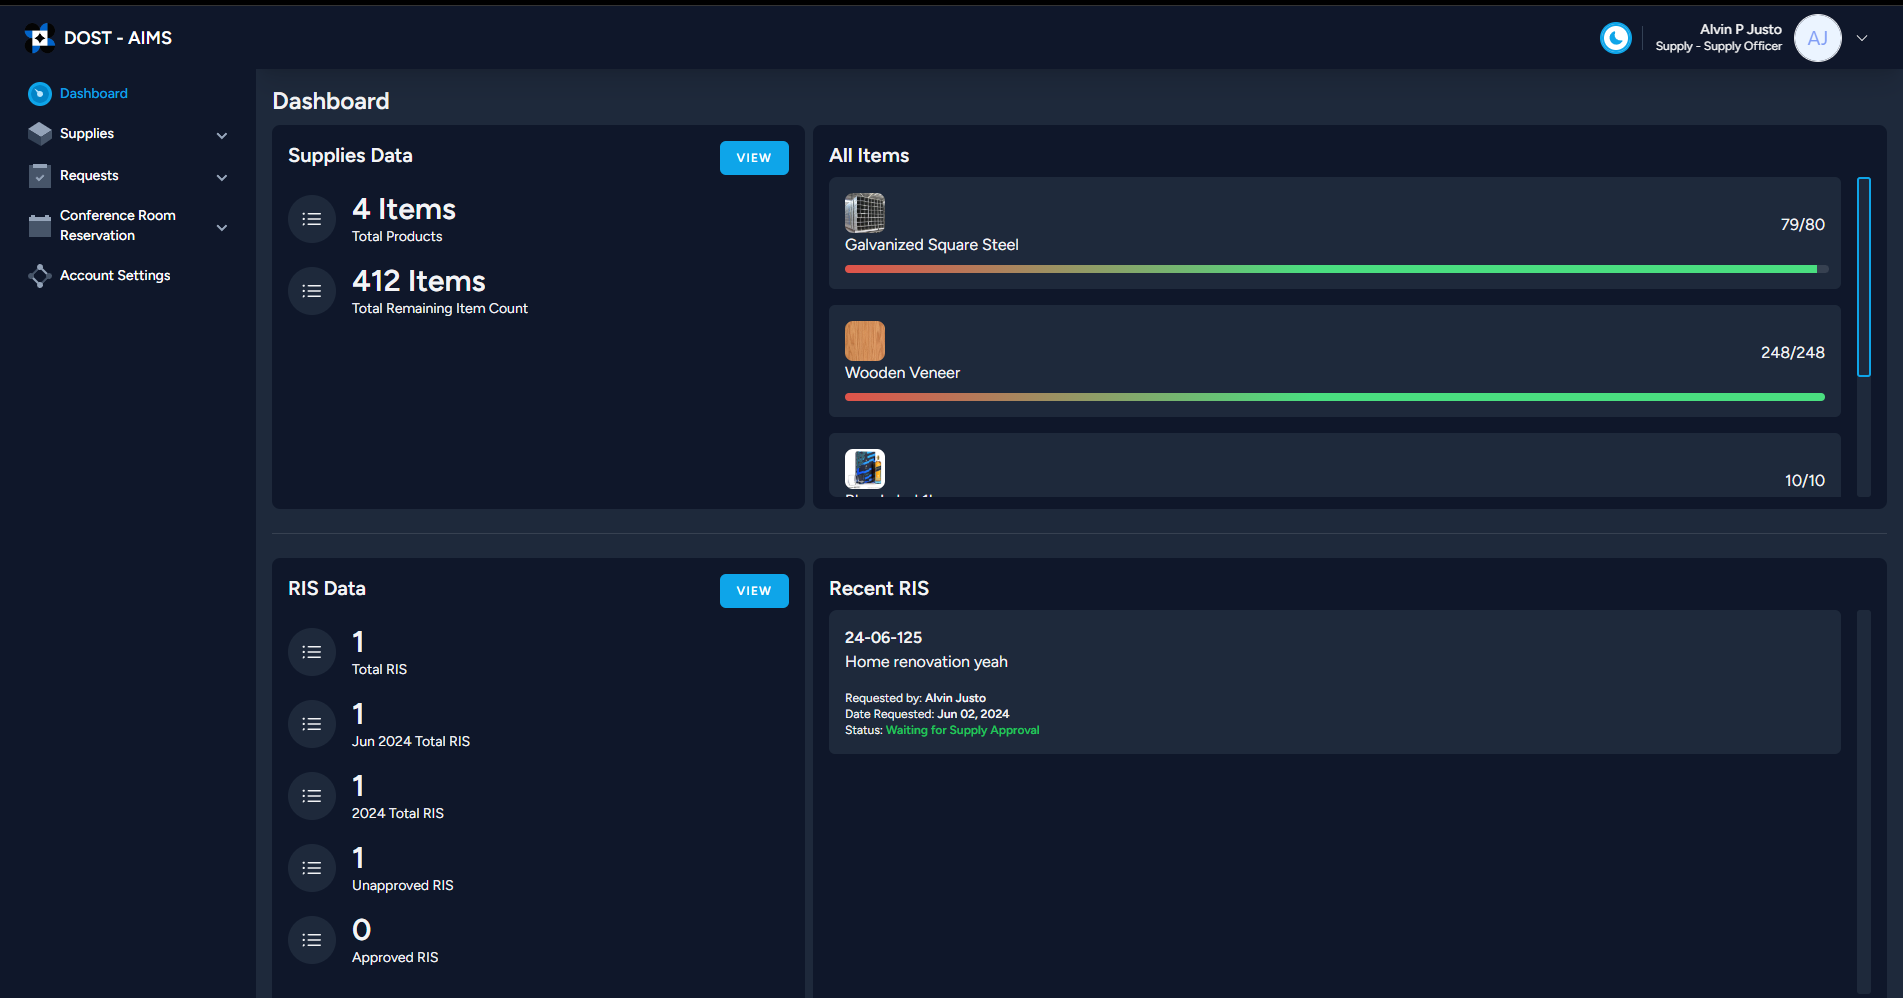 DOST - AIMS
Alvin P Justo
Supply - Supply Officer
AJ
Dashboard
Supplies
Requests
Conference Room
Reservation
Account Settings
Dashboard
Supplies Data
VIEW
4 Items
Total Products
412 Items
Total Remaining Item Count
All Items
79/80
Galvanized Square Steel
248/248
Wooden Veneer
10/10
RIS Data
VIEW
1
Total RIS
1
Jun 2024 Total RIS
1
2024 Total RIS
1
Unapproved RIS
0
Approved RIS
Recent RIS
24-06-125
Home renovation yeah
Requested by: Alvin Justo
Date Requested: Jun 02, 2024
Status: Waiting for Supply Approval